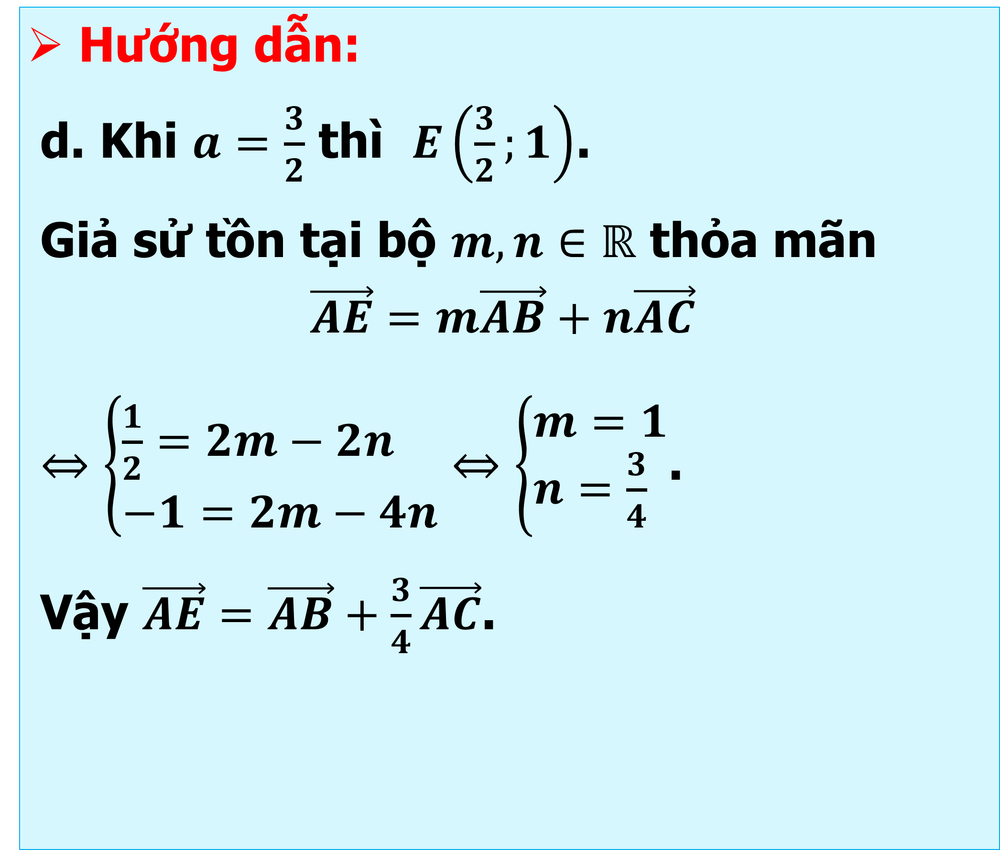 ➢ Hướng dẫn:
d. Khi $a = \frac{3}{2}$ thì $E\left(\frac{3}{2}; 1\right)$.
Giả sử tồn tại bộ $m, n \in \mathbb{R}$ thỏa mãn
$\overrightarrow{AE} = m\overrightarrow{AB} + n\overrightarrow{AC}$
$\Leftrightarrow \begin{cases} \frac{1}{2} = 2m - 2n \\ -1 = 2m - 4n \end{cases} \Leftrightarrow \begin{cases} m = 1 \\ n = \frac{3}{4} \end{cases}$.
Vậy $\overrightarrow{AE} = \overrightarrow{AB} + \frac{3}{4}\overrightarrow{AC}$.